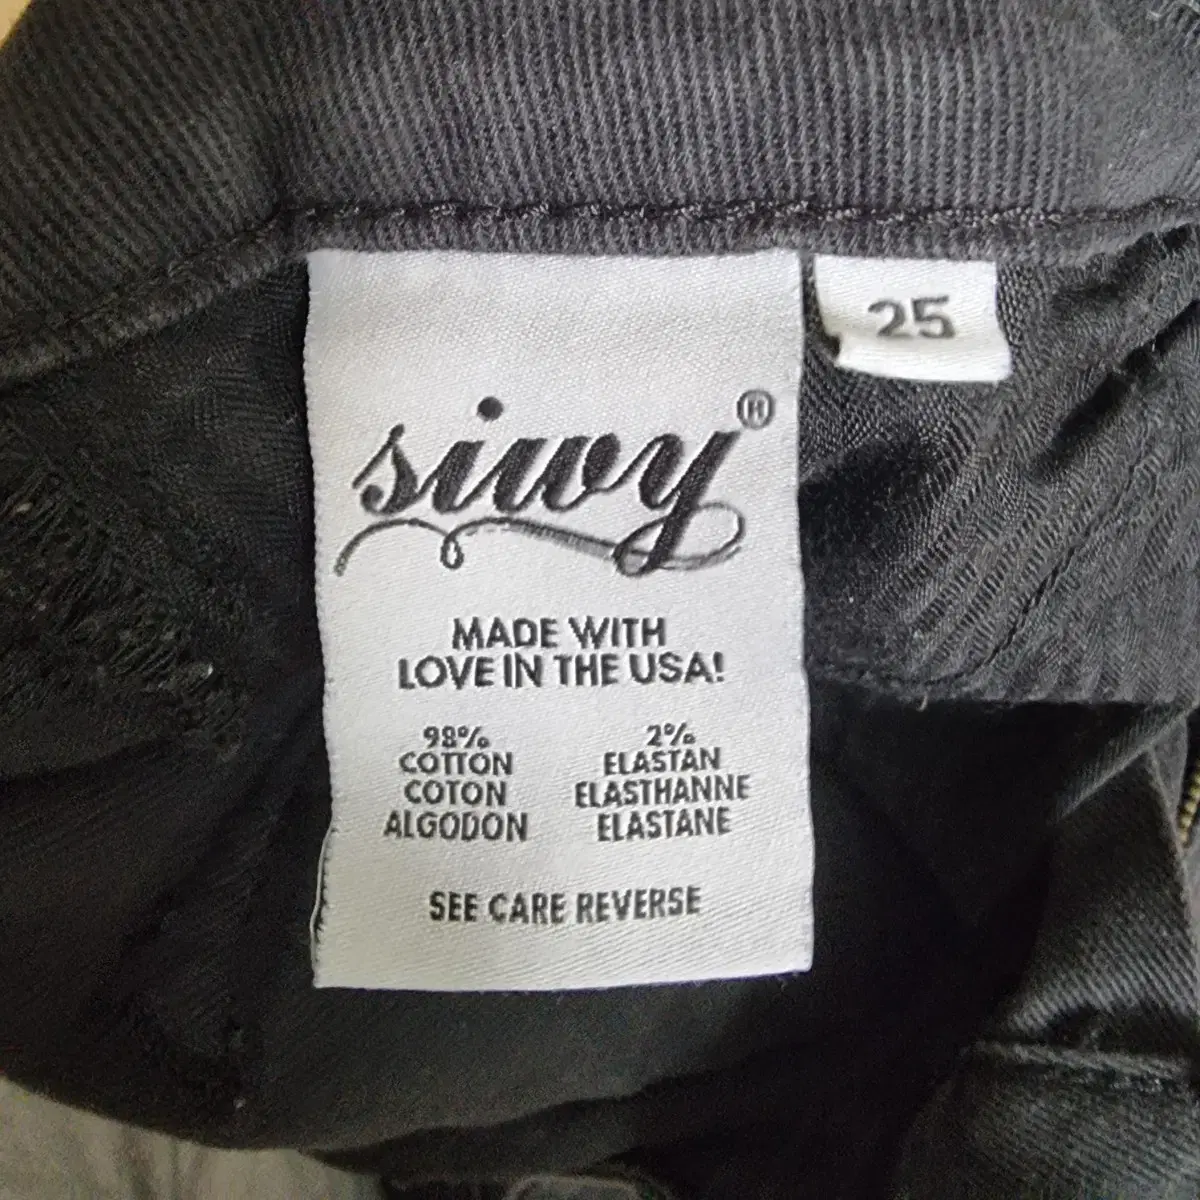 siwy®
25
MADE WITH
LOVE IN THE USA!
98% 2%
COTTON ELASTAN
COTON ELASTHANNE
ALGODON ELASTANE
SEE CARE REVERSE